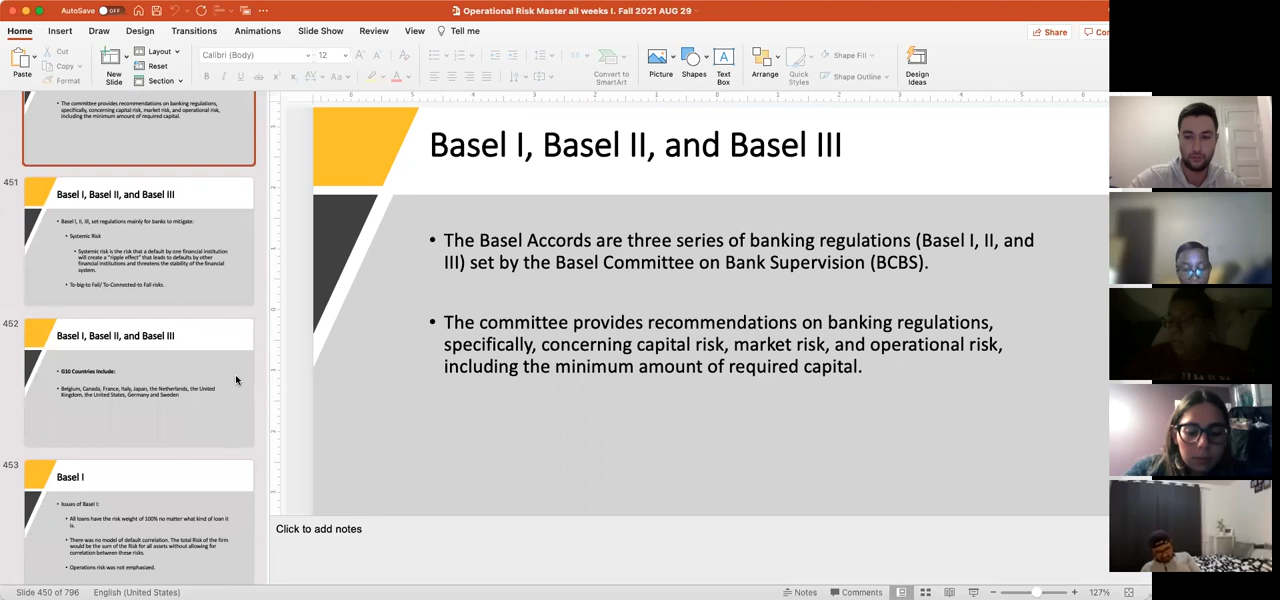 AutoSave OFF
Operational Risk Master all weeks I. Fall 2021 AUG 29
Home Insert Draw Design Transitions Animations Slide Show Review View Tell me
Share
Paste
Cut
Copy
Format
New Slide
Layout
Reset
Section
Calibri (Body) 12
Convert to SmartArt
Picture
Shapes
Text Box
Arrange
Quick Styles
Shape Fill
Shape Outline
Design Ideas
• The committee provides recommendations on banking regulations,
specifically, concerning capital risk, market risk, and operational risk,
including the minimum amount of required capital.
451
Basel I, Basel II, and Basel III
• Basel I, II, III, set regulations mainly for banks to mitigate:
• Systemic Risk
• Systemic risk is the risk that a default by one financial institution
will create a "ripple effect" that leads to defaults by other
financial institutions and threatens the stability of the financial
system.
• To-big-to Fail/ To-Connected-to Fail risks.
452
Basel I, Basel II, and Basel III
• G10 Countries Include:
• Belgium, Canada, France, Italy, Japan, the Netherlands, the United
Kingdom, the United States, Germany and Sweden
453
Basel I
• Issues of Basel I:
• All loans have the risk weight of 100% no matter what kind of loan it
is.
• There was no model of default correlation. The total Risk of the firm
would be the sum of the Risk for all assets without allowing for
correlation between these risks.
• Operations risk was not emphasized.
Basel I, Basel II, and Basel III
• The Basel Accords are three series of banking regulations (Basel I, II, and
III) set by the Basel Committee on Bank Supervision (BCBS).
• The committee provides recommendations on banking regulations,
specifically, concerning capital risk, market risk, and operational risk,
including the minimum amount of required capital.
Click to add notes
Slide 450 of 796 English (United States)
Notes Comments 127%